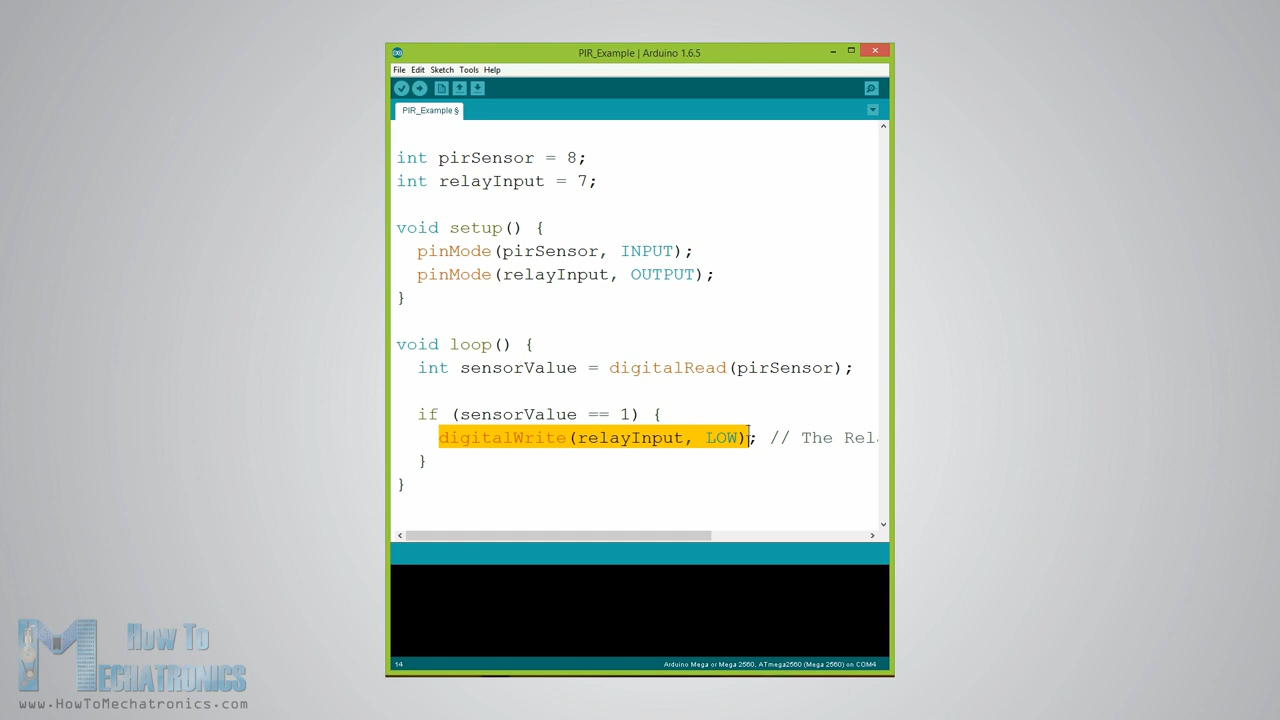 PIR_Example | Arduino 1.6.5
File Edit Sketch Tools Help
PIR_Example §
int pirSensor = 8;
int relayInput = 7;
void setup() {
pinMode(pirSensor, INPUT);
pinMode(relayInput, OUTPUT);
}
void loop() {
int sensorValue = digitalRead(pirSensor);
if (sensorValue == 1) {
digitalWrite(relayInput, LOW); // The Rel
}
}
14
Arduino Mega or Mega 2560, ATmega2560 (Mega 2560) on COM4
How To
MECHATRONICS
www.HowToMechatronics.com